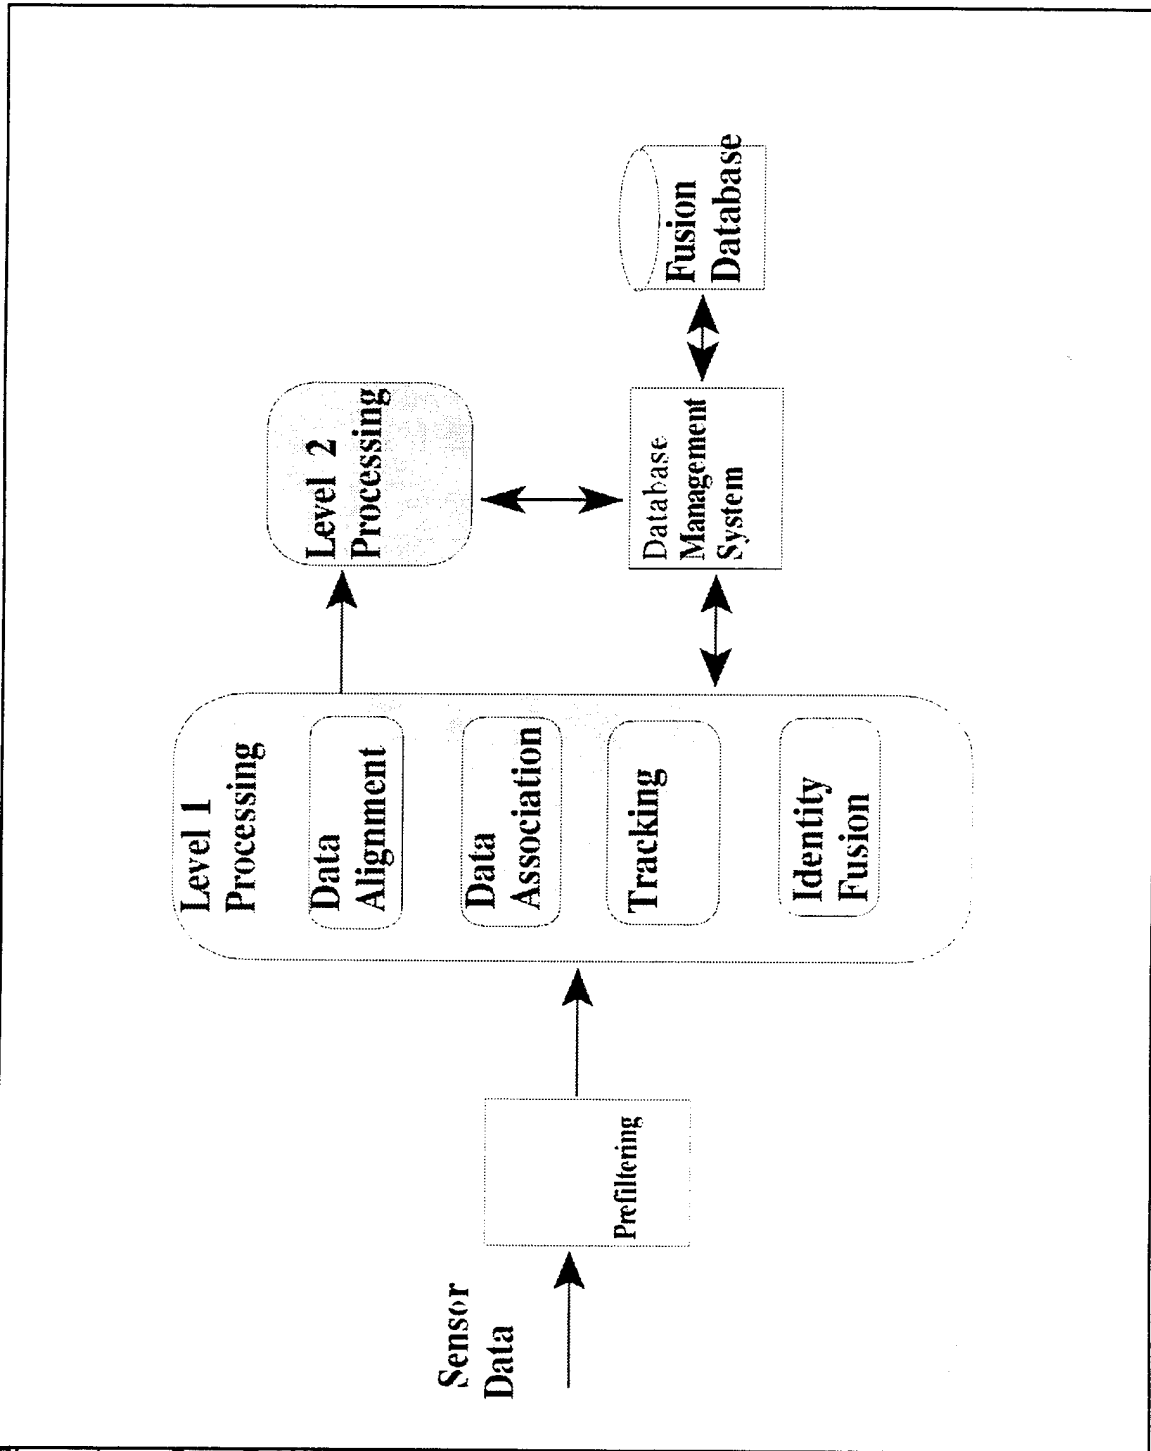 Sensor
Data
Prefiltering
Level 1
Processing
Data
Alignment
Data
Association
Tracking
Identity
Fusion
Level 2
Processing
Database
Management
System
Fusion
Database